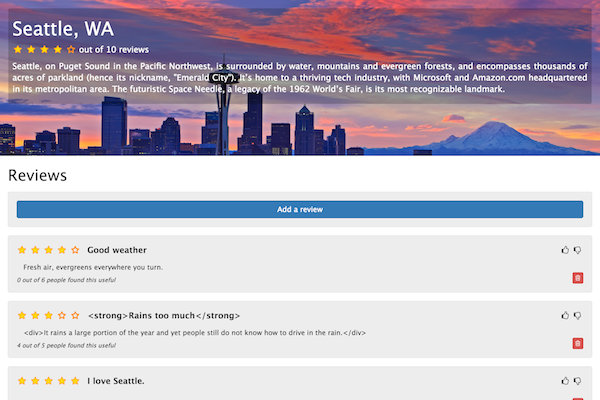 Seattle, WA
out of 10 reviews
Seattle, on Puget Sound in the Pacific Northwest, is surrounded by water, mountains and evergreen forests, and encompasses thousands of
acres of parkland (hence its nickname, "Emerald City"). It's home to a thriving tech industry, with Microsoft and Amazon.com headquartered
in its metropolitan area. The futuristic Space Needle, a legacy of the 1962 World's Fair, is its most recognizable landmark.
Reviews
Add a review
Good weather
Fresh air, evergreens everywhere you turn.
0 out of 6 people found this useful
<strong>Rains too much</strong>
<div>It rains a large portion of the year and yet people still do not know how to drive in the rain.</div>
4 out of 5 people found this useful
I love Seattle.